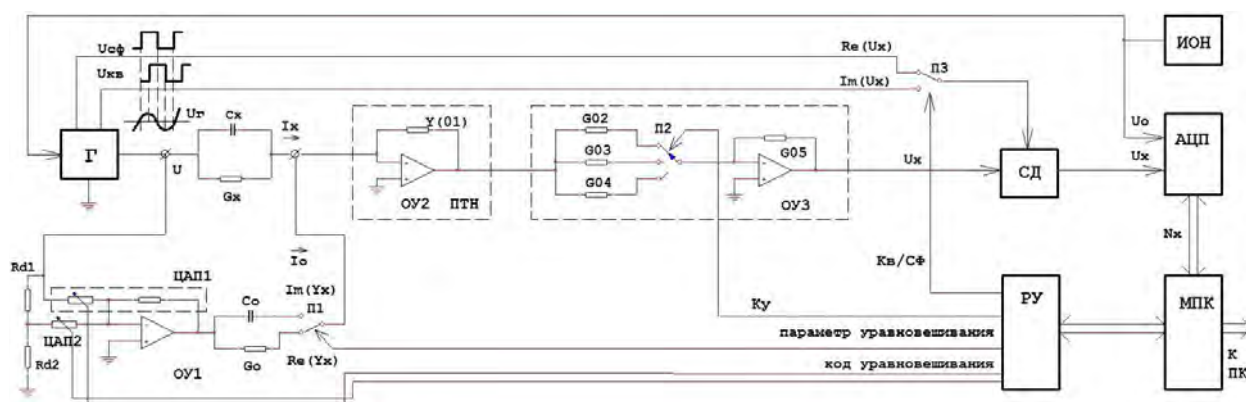 ИОН
Uсф
Re(Ux)
П3
Uкв
Im(Ux)
Uг
Cx
Ix
Y(01)
G02
П2
G03
G05
G04
Uo
АЦП
Ux
Г
U
Gx
ОУ2
ПТН
ОУ3
Ux
СД
Nx
Io
Кв/СФ
Rd1
ЦАП1
Im(Yx)
Co
П1
Ку
РУ
МПК
параметр уравновешивания
ЦАП2
Rd2
Go
Re(Yx)
код уравновешивания
К
ПК
ОУ1